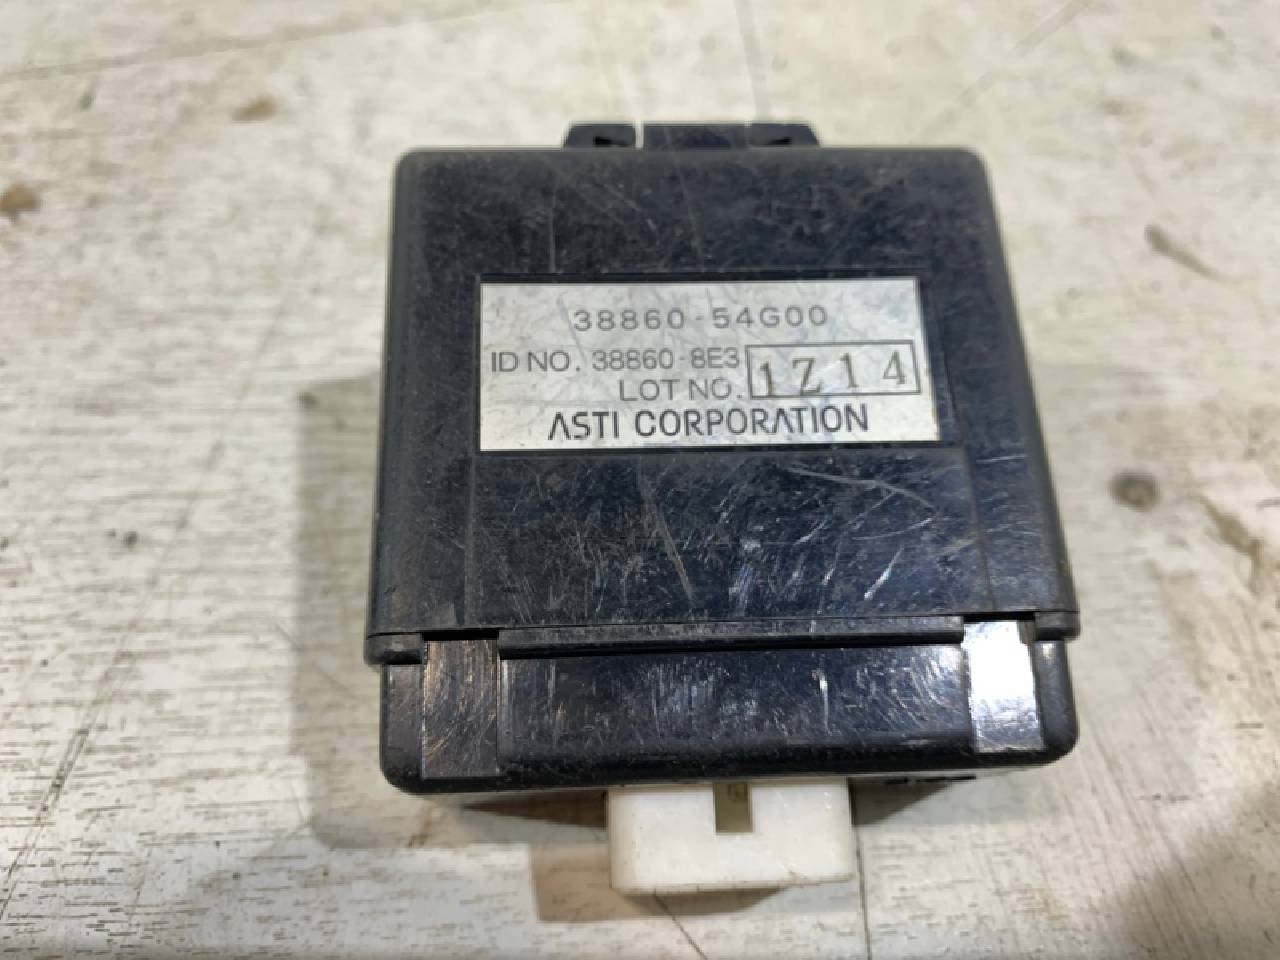 38860-54G00
ID NO. 38860-8E3
LOT NO. 1Z14
ASTI CORPORATION